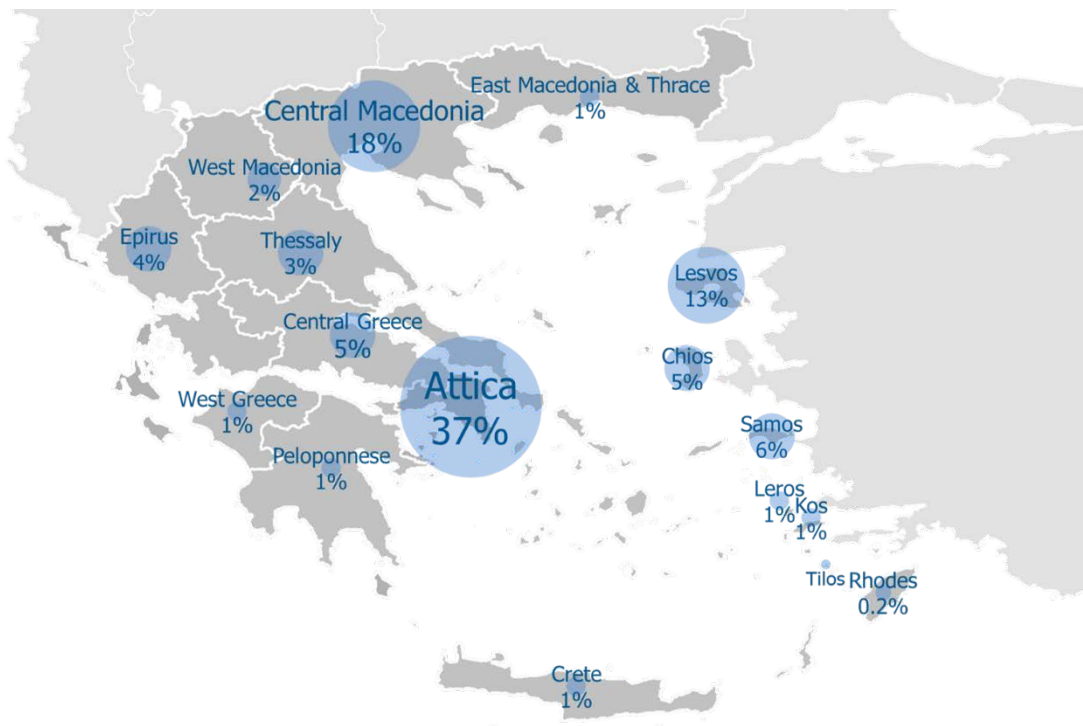 East Macedonia & Thrace
1%
Central Macedonia
18%
West Macedonia
2%
Epirus
4%
Thessaly
3%
Lesvos
13%
Central Greece
5%
Chios
5%
Attica
37%
West Greece
1%
Samos
6%
Peloponnese
1%
Leros
1%
Kos
1%
Tilos
Rhodes
0.2%
Crete
1%